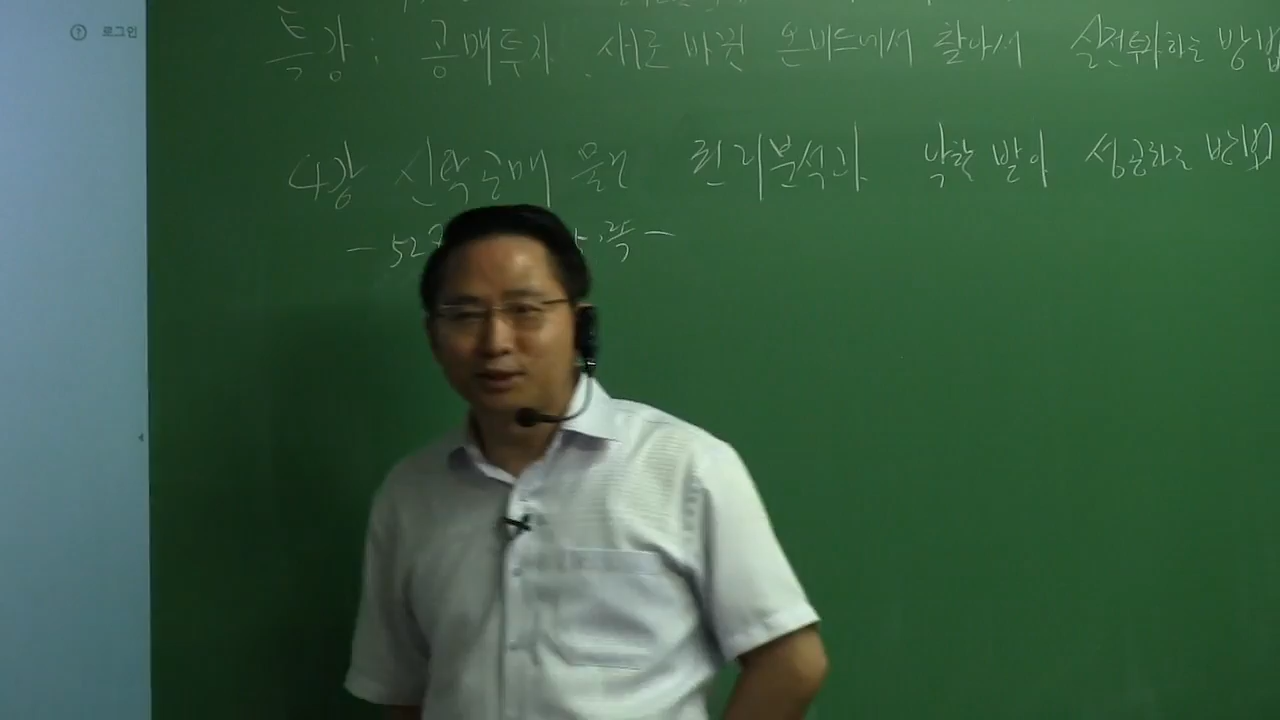 로그인
특강 : 공매투자 새로 바뀐 온비드에서 찾아서 실전투자하는 방법
4강 신탁공매 물건 권리분석과 낙찰 받아 성공하는
- 52 쪽 -